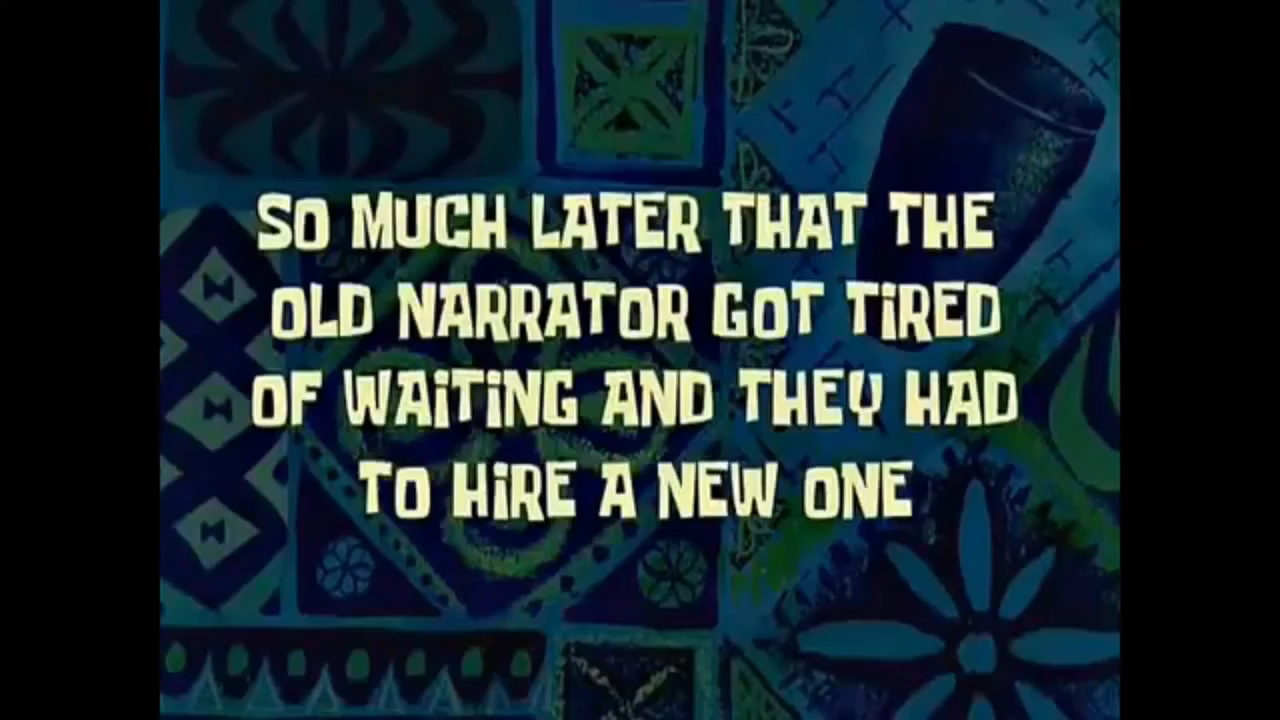 SO MUCH LATER THAT THE
OLD NARRATOR GOT TiRED
OF WAiTiNG AND THEY HAD
TO HiRE A NEW ONE